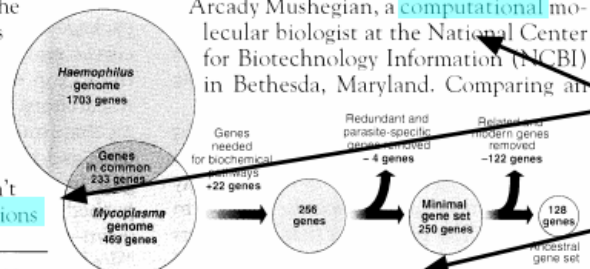 he
Arcady Mushegian, a computational mo-
lecular biologist at the National Center
for Biotechnology Information (NCBI)
in Bethesda, Maryland. Comparing an
Haemophilus
genome
1703 genes
Genes
in common
233 genes
Mycoplasma
genome
469 genes
't
ions
Genes
needed
for biochemical
pathways
+22 genes
256
genes
Redundant and
parasite-specific
genes removed
– 4 genes
Minimal
gene set
250 genes
Related
modern genes
removed
–122 genes
128
genes
Ancestral
gene set